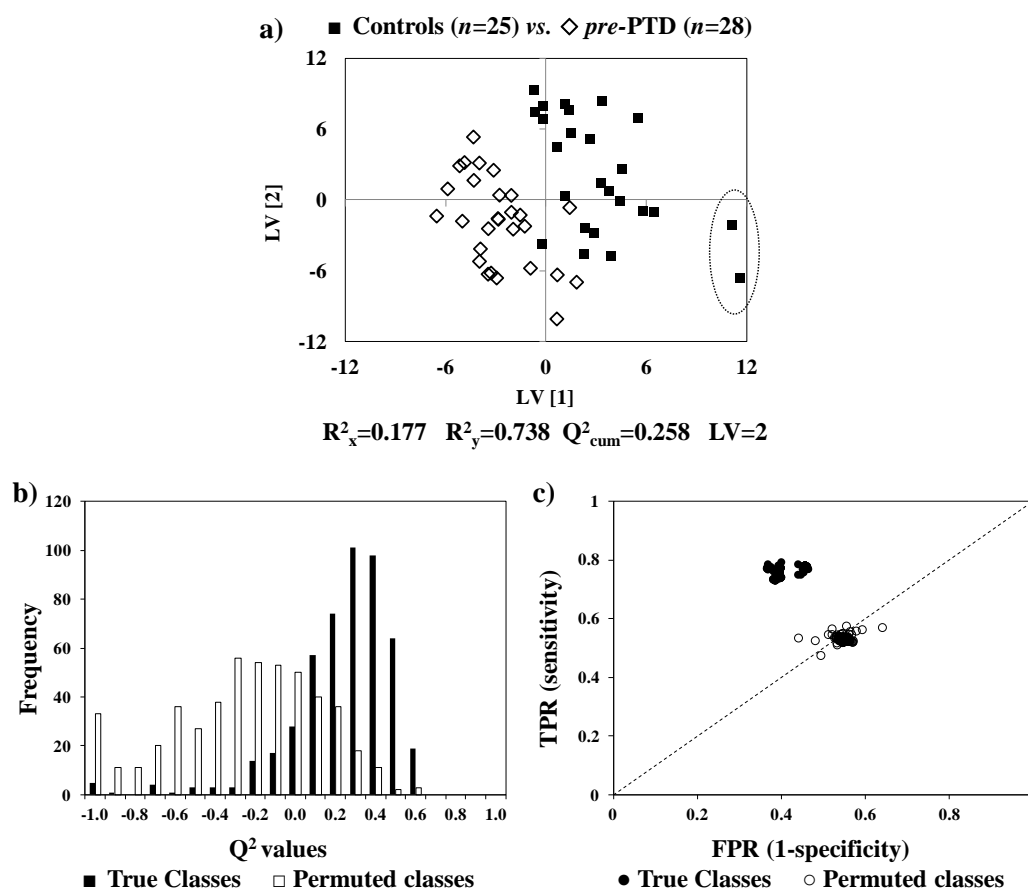 a) ■ Controls (n=25) vs. ◇ pre-PTD (n=28)
12
6
0
-6
-12
LV [2]
-12 -6 0 6 12
LV [1]
R²x=0.177 R²y=0.738 Q²cum=0.258 LV=2
b)
120
100
80
60
40
20
0
Frequency
-1.0 -0.8 -0.6 -0.4 -0.2 0.0 0.2 0.4 0.6 0.8 1.0
Q² values
■ True Classes □ Permuted classes
c)
1
0.8
0.6
0.4
0.2
0
TPR (sensitivity)
0 0.2 0.4 0.6 0.8
FPR (1-specificity)
● True Classes ○ Permuted classes